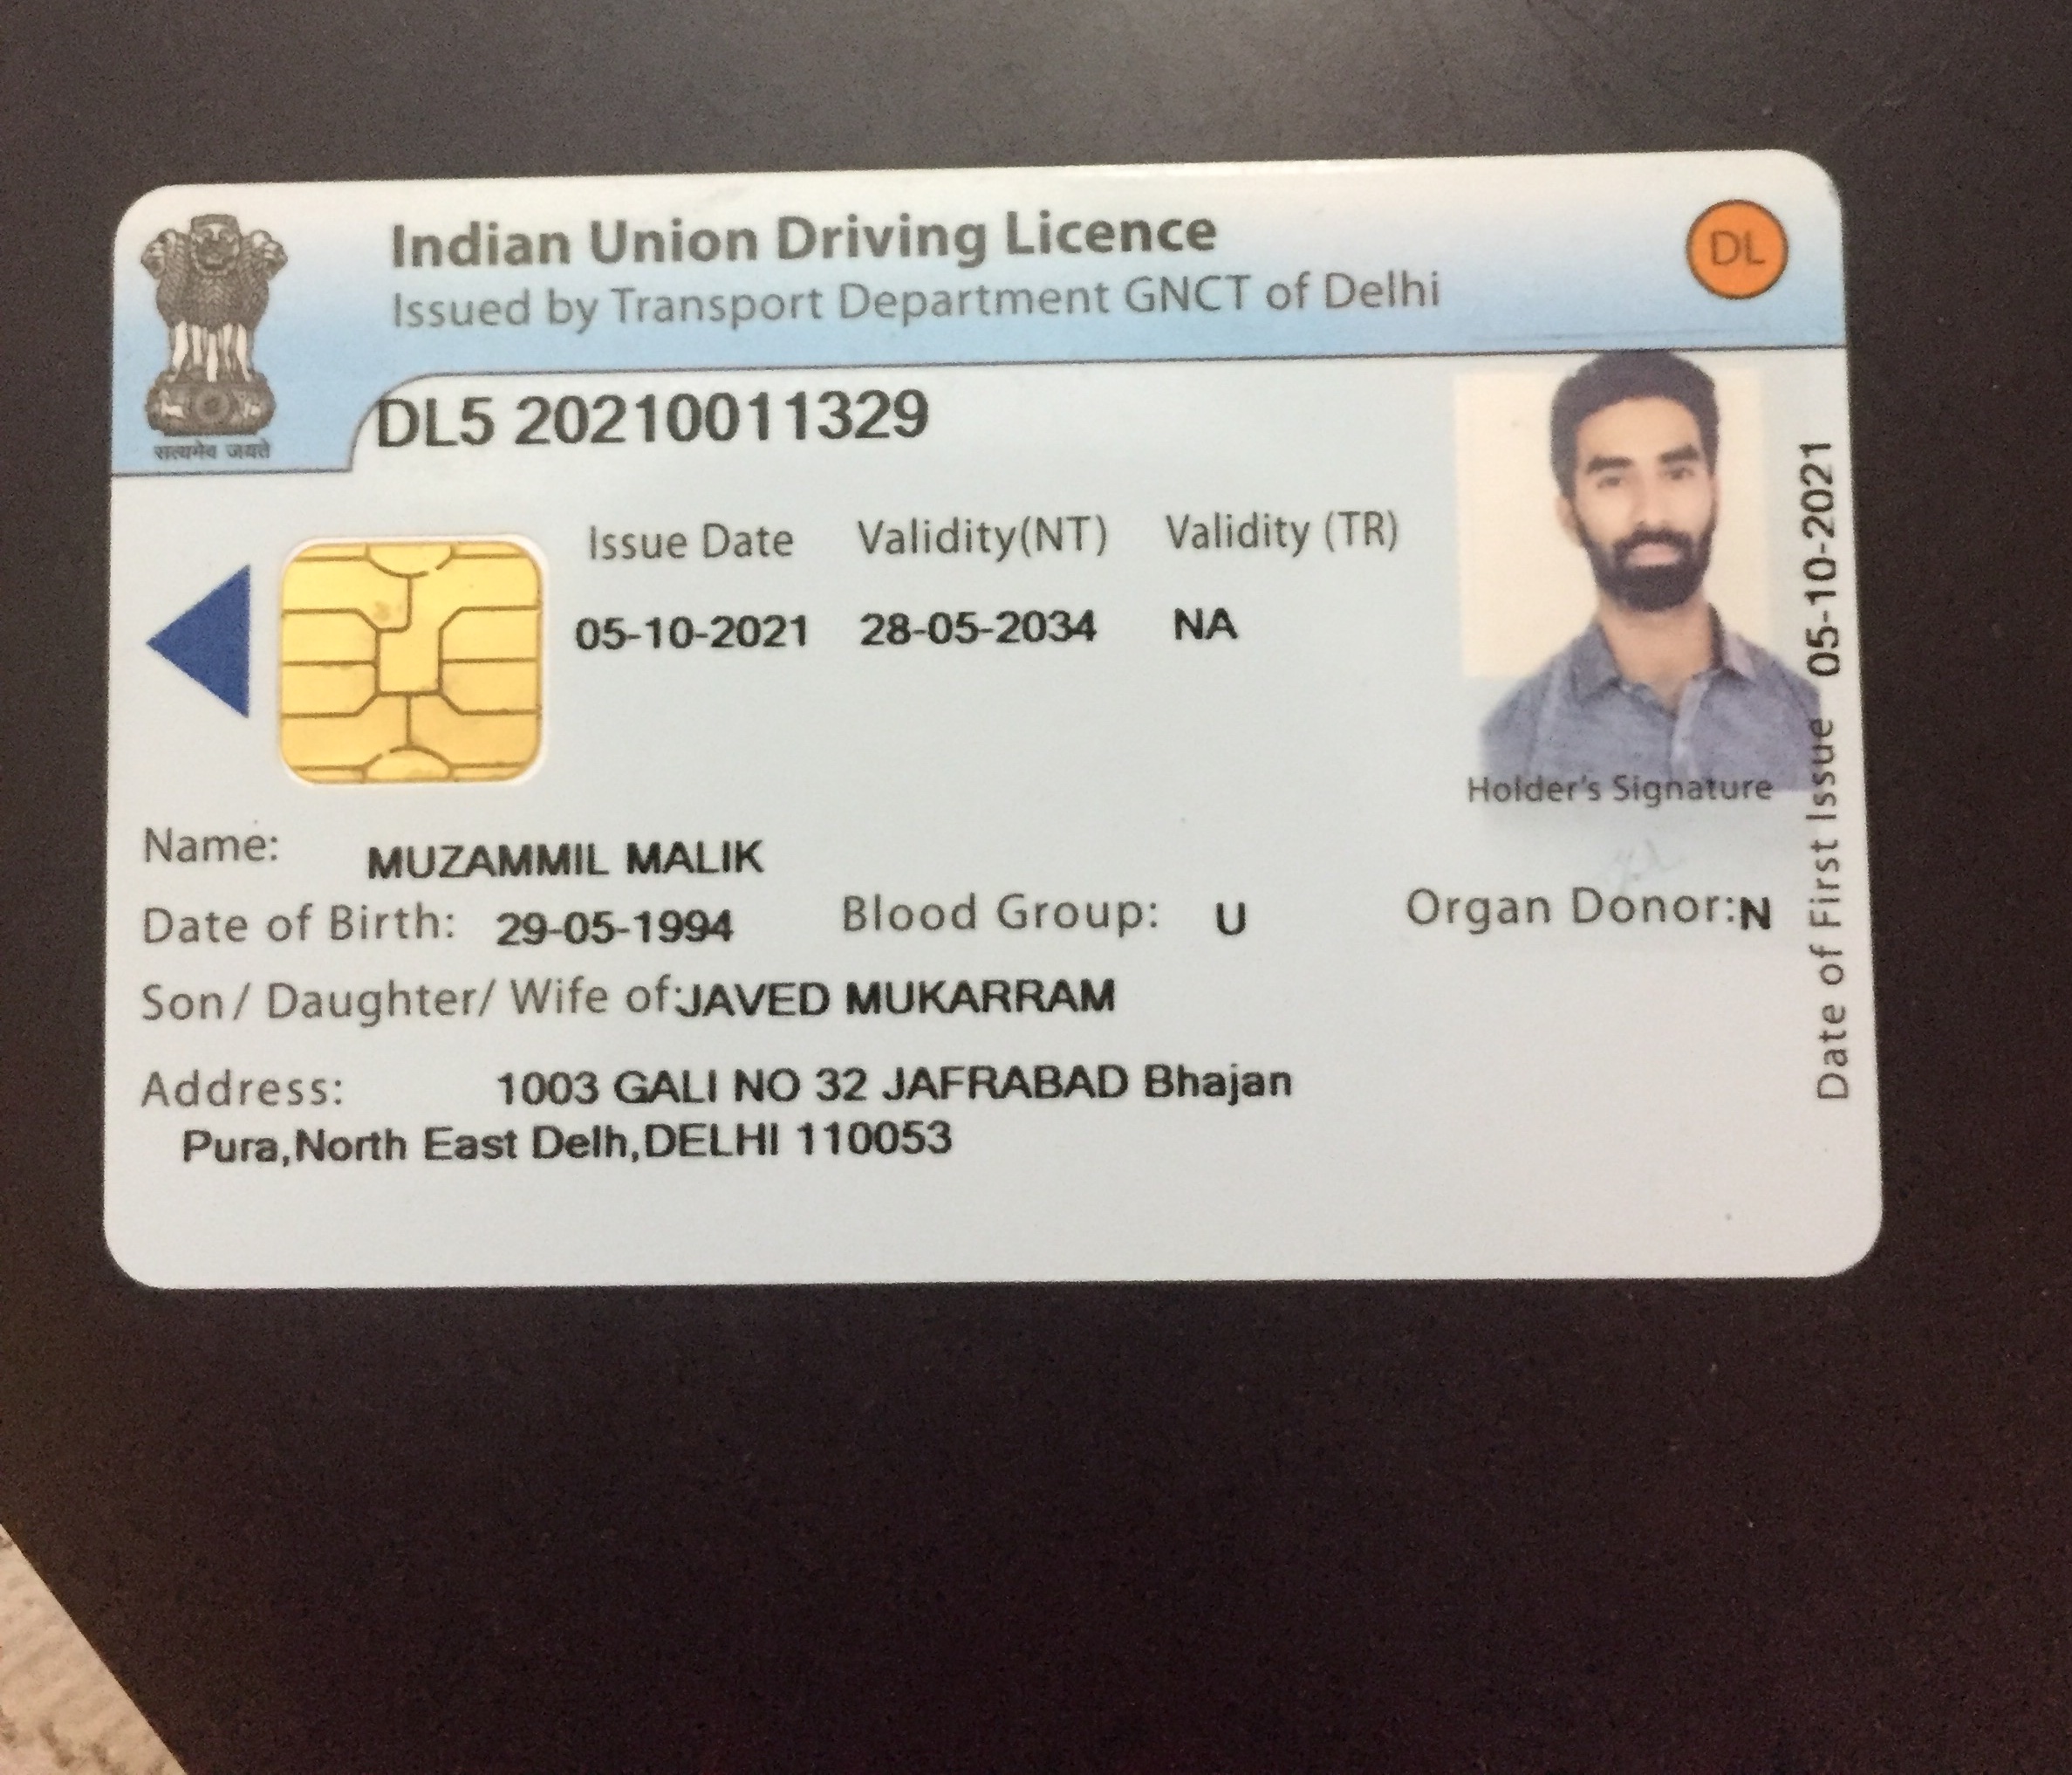 Indian Union Driving Licence
Issued by Transport Department GNCT of Delhi
DL
सत्यमेव जयते
DL5 20210011329
Issue Date Validity(NT) Validity (TR)
05-10-2021 28-05-2034 NA
Holder's Signature
Date of First Issue 05-10-2021
Name: MUZAMMIL MALIK
Date of Birth: 29-05-1994 Blood Group: U Organ Donor:N
Son/ Daughter/ Wife of:JAVED MUKARRAM
Address: 1003 GALI NO 32 JAFRABAD Bhajan
Pura,North East Delh,DELHI 110053